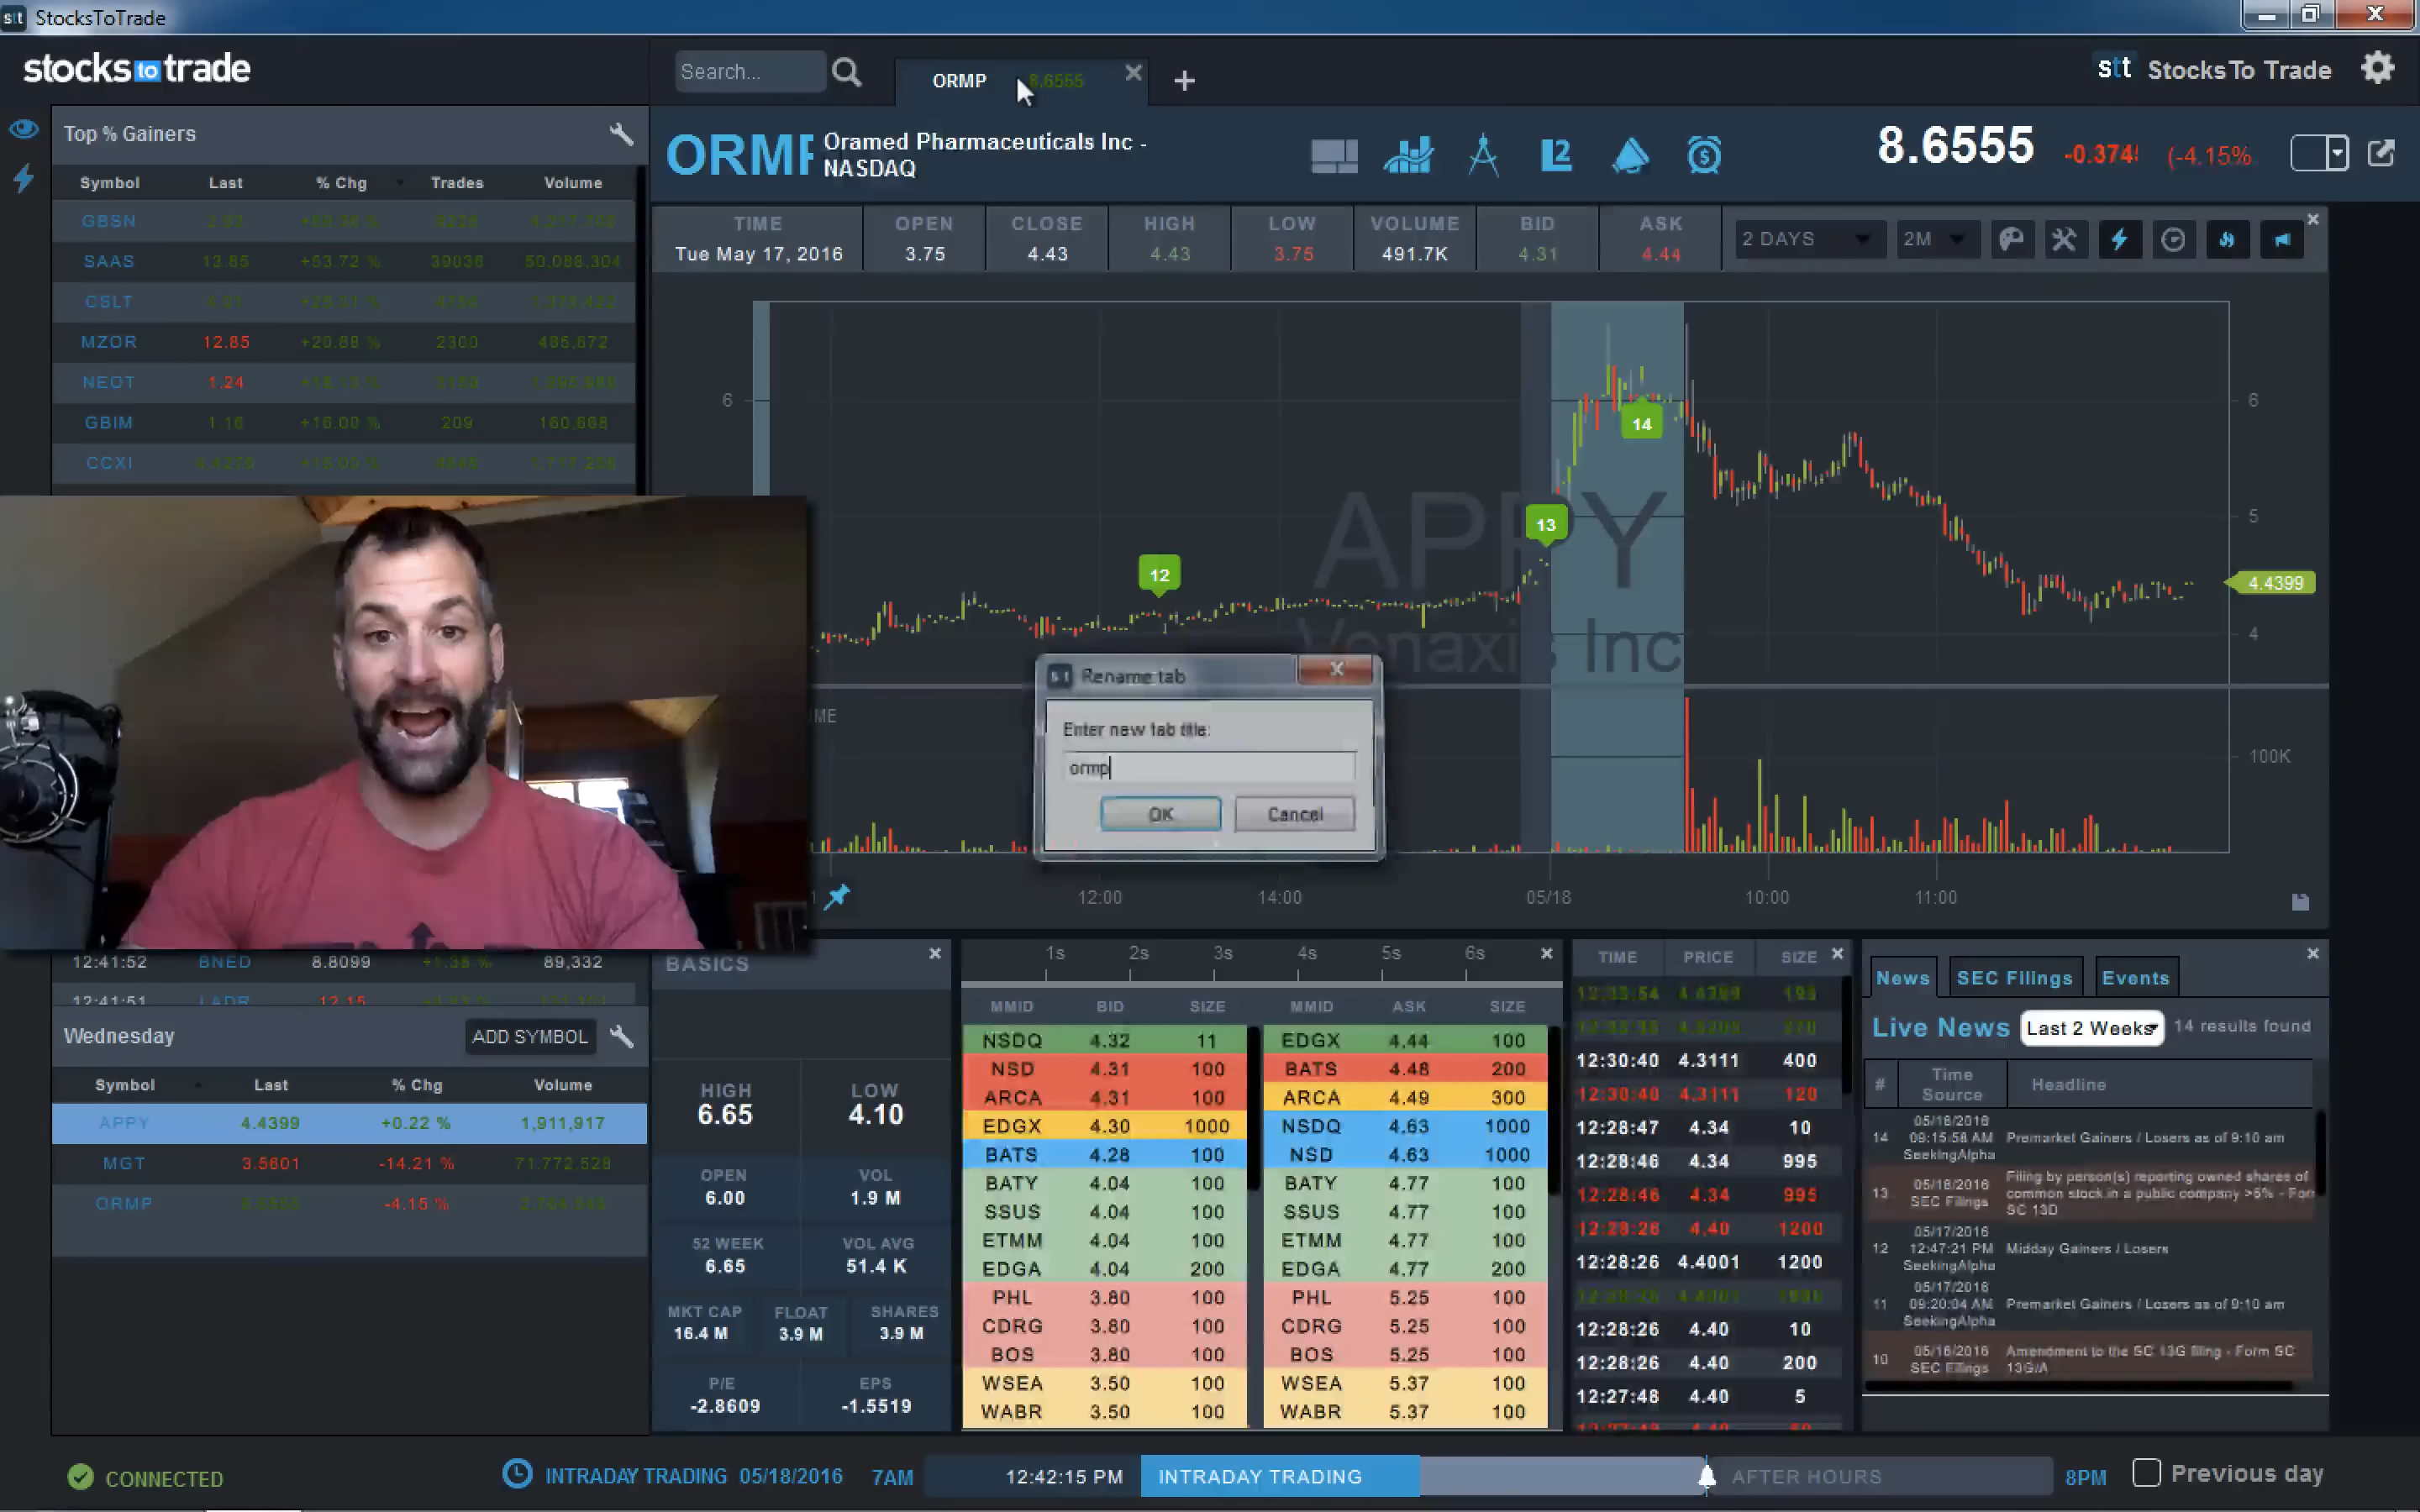 stt StocksToTrade
stocks to trade
Search...
ORMP 8.6555
+
stt StocksTo Trade
Top % Gainers
Symbol Last % Chg Trades Volume
GBSN
SAAS 13.85 +53.72 % 39036 50,088,304
CSLT
MZOR 12.85 +20.88 % 2300 485,672
NEOT 1.24
GBIM 1.16 +16.00 % 209 160,668
CCXI
ORMP
Oramed Pharmaceuticals Inc -
NASDAQ
L2
8.6555 -0.374 (-4.15%
TIME OPEN CLOSE HIGH LOW VOLUME BID ASK
Tue May 17, 2016 3.75 4.43 4.43 3.75 491.7K 4.31 4.44
2 DAYS 2M
6 6
14
13
12
5
4.4399
4
APPY
Venaxis Inc
ME
100K
12:00 14:00 05/18 10:00 11:00
Rename tab
Enter new tab title:
ormp
OK Cancel
12:41:52 BNED 8.8099 +1.38 % 89,332
12:41:51 LADR 12.15
Wednesday ADD SYMBOL
Symbol Last % Chg Volume
APPY 4.4399 +0.22 % 1,911,917
MGT 3.5601 -14.21 % 71,772,528
ORMP -4.15 %
BASICS
HIGH LOW
6.65 4.10
OPEN VOL
6.00 1.9 M
52 WEEK VOL AVG
6.65 51.4 K
MKT CAP FLOAT SHARES
16.4 M 3.9 M 3.9 M
P/E EPS
-2.8609 -1.5519
1s 2s 3s 4s 5s 6s
MMID BID SIZE MMID ASK SIZE
NSDQ 4.32 11 EDGX 4.44 100
NSD 4.31 100 BATS 4.48 200
ARCA 4.31 100 ARCA 4.49 300
EDGX 4.30 1000 NSDQ 4.63 1000
BATS 4.28 100 NSD 4.63 1000
BATY 4.04 100 BATY 4.77 100
SSUS 4.04 100 SSUS 4.77 100
ETMM 4.04 100 ETMM 4.77 100
EDGA 4.04 200 EDGA 4.77 200
PHL 3.80 100 PHL 5.25 100
CDRG 3.80 100 CDRG 5.25 100
BOS 3.80 100 BOS 5.25 100
WSEA 3.50 100 WSEA 5.37 100
WABR 3.50 100 WABR 5.37 100
TIME PRICE SIZE
12:30:40 4.3111 400
12:30:40 4.3111 120
12:28:47 4.34 10
12:28:46 4.34 995
12:28:46 4.34 995
12:28:26 4.40 1200
12:28:26 4.4001 1200
12:28:26 4.40 10
12:28:26 4.40 200
12:27:48 4.40 5
News SEC Filings Events
Live News Last 2 Weeks 14 results found
# Time Source Headline
14 05/18/2016 09:15:58 AM SeekingAlpha Premarket Gainers / Losers as of 9:10 am
13 05/18/2016 SEC Filings Filing by person(s) reporting owned shares of common stock in a public company >5% - For SC 13D
12 05/17/2016 12:47:21 PM SeekingAlpha Midday Gainers / Losers
11 05/17/2016 09:20:04 AM SeekingAlpha Premarket Gainers / Losers as of 9:10 am
10 05/16/2016 SEC Filings Amendment to the SC 13G filing - Form SC 13G/A
CONNECTED
INTRADAY TRADING 05/18/2016 7AM 12:42:15 PM INTRADAY TRADING AFTER HOURS 8PM Previous day